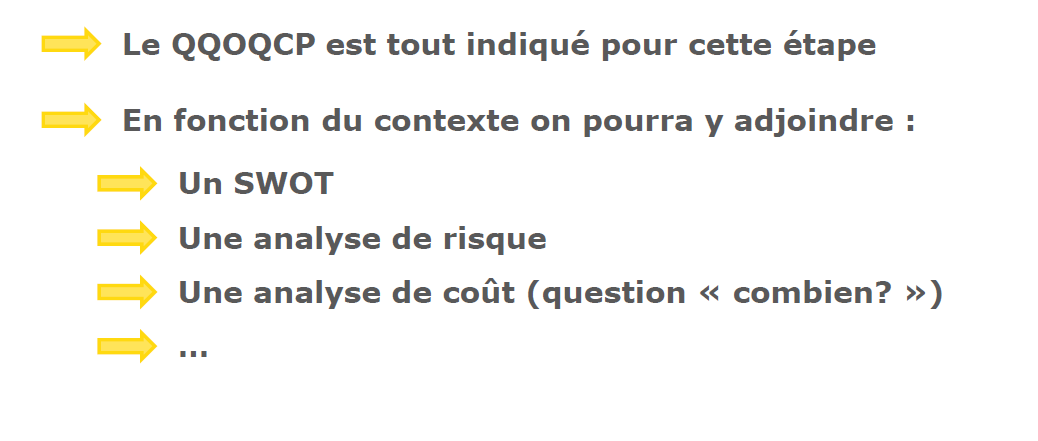 Le QQOQCP est tout indiqué pour cette étape
En fonction du contexte on pourra y adjoindre :
Un SWOT
Une analyse de risque
Une analyse de coût (question « combien? »)
...